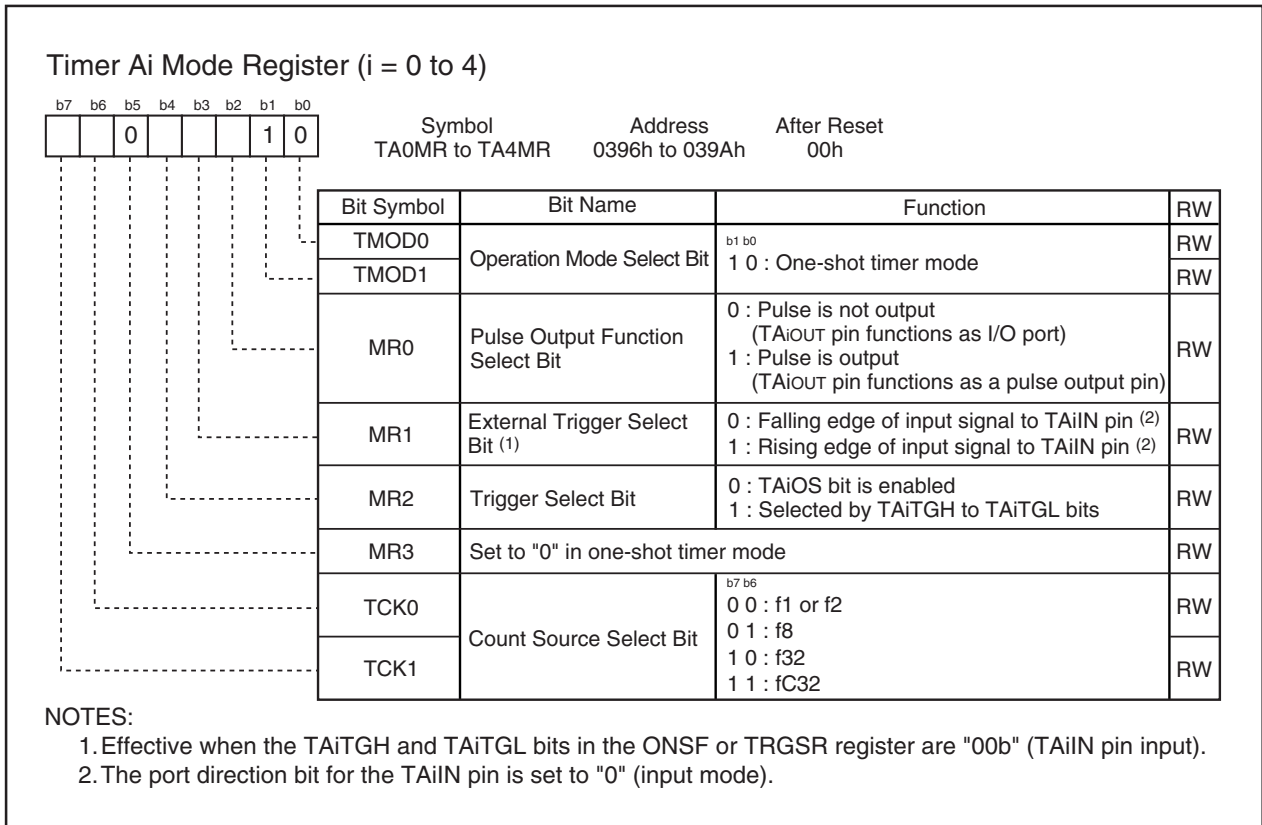 Timer Ai Mode Register (i = 0 to 4)
b7 b6 b5 b4 b3 b2 b1 b0
0 1 0
Symbol Address After Reset
TA0MR to TA4MR 0396h to 039Ah 00h
Bit Symbol Bit Name Function RW
TMOD0 Operation Mode Select Bit b1 b0 RW
1 0 : One-shot timer mode
TMOD1 RW
MR0 Pulse Output Function Select Bit RW
0 : Pulse is not output
(TAiOUT pin functions as I/O port)
1 : Pulse is output
(TAiOUT pin functions as a pulse output pin)
MR1 External Trigger Select Bit (1) RW
0 : Falling edge of input signal to TAiIN pin (2)
1 : Rising edge of input signal to TAiIN pin (2)
MR2 Trigger Select Bit RW
0 : TAiOS bit is enabled
1 : Selected by TAiTGH to TAiTGL bits
MR3 Set to "0" in one-shot timer mode RW
TCK0 Count Source Select Bit RW
b7 b6
0 0 : f1 or f2
0 1 : f8
1 0 : f32
1 1 : fC32
TCK1 RW
NOTES:
1. Effective when the TAiTGH and TAiTGL bits in the ONSF or TRGSR register are "00b" (TAiIN pin input).
2. The port direction bit for the TAiIN pin is set to "0" (input mode).